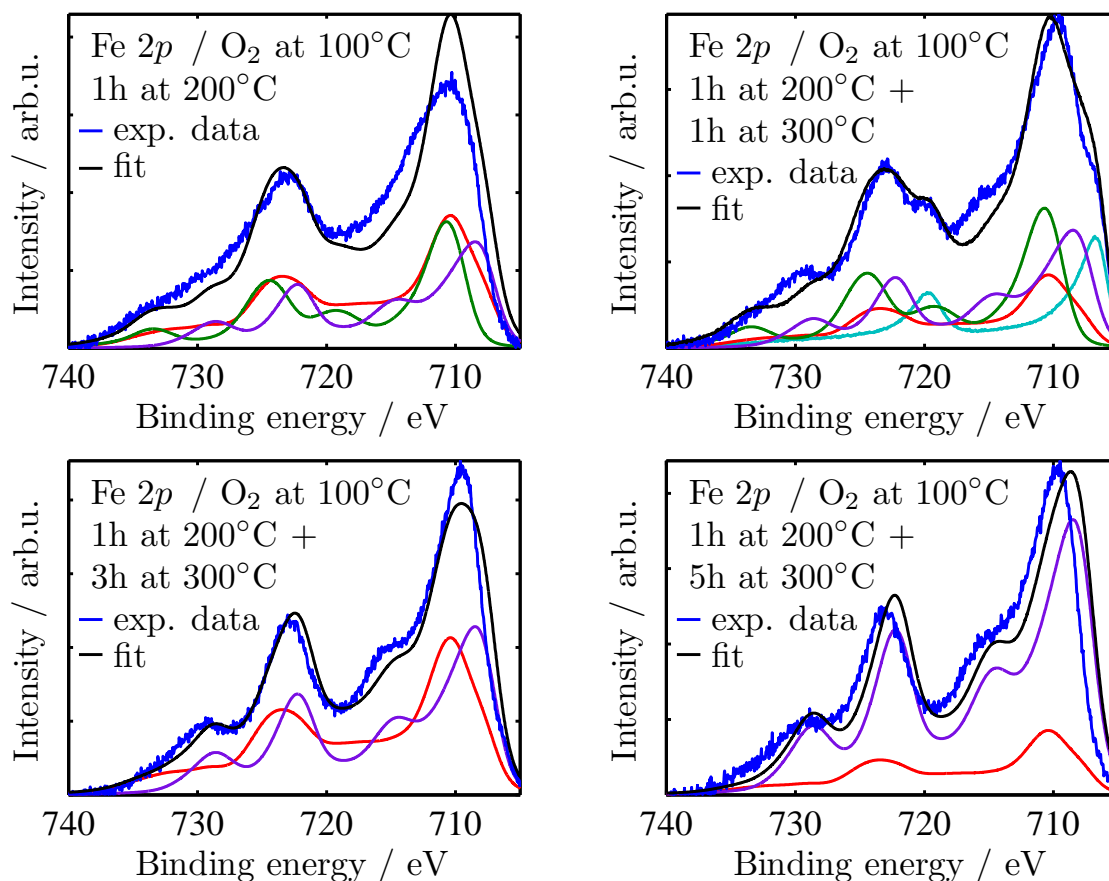 Fe 2p / O₂ at 100°C
1h at 200°C
exp. data
fit
Intensity / arb.u.
740 730 720 710
Binding energy / eV
Fe 2p / O₂ at 100°C
1h at 200°C +
1h at 300°C
exp. data
fit
Intensity / arb.u.
740 730 720 710
Binding energy / eV
Fe 2p / O₂ at 100°C
1h at 200°C +
3h at 300°C
exp. data
fit
Intensity / arb.u.
740 730 720 710
Binding energy / eV
Fe 2p / O₂ at 100°C
1h at 200°C +
5h at 300°C
exp. data
fit
Intensity / arb.u.
740 730 720 710
Binding energy / eV